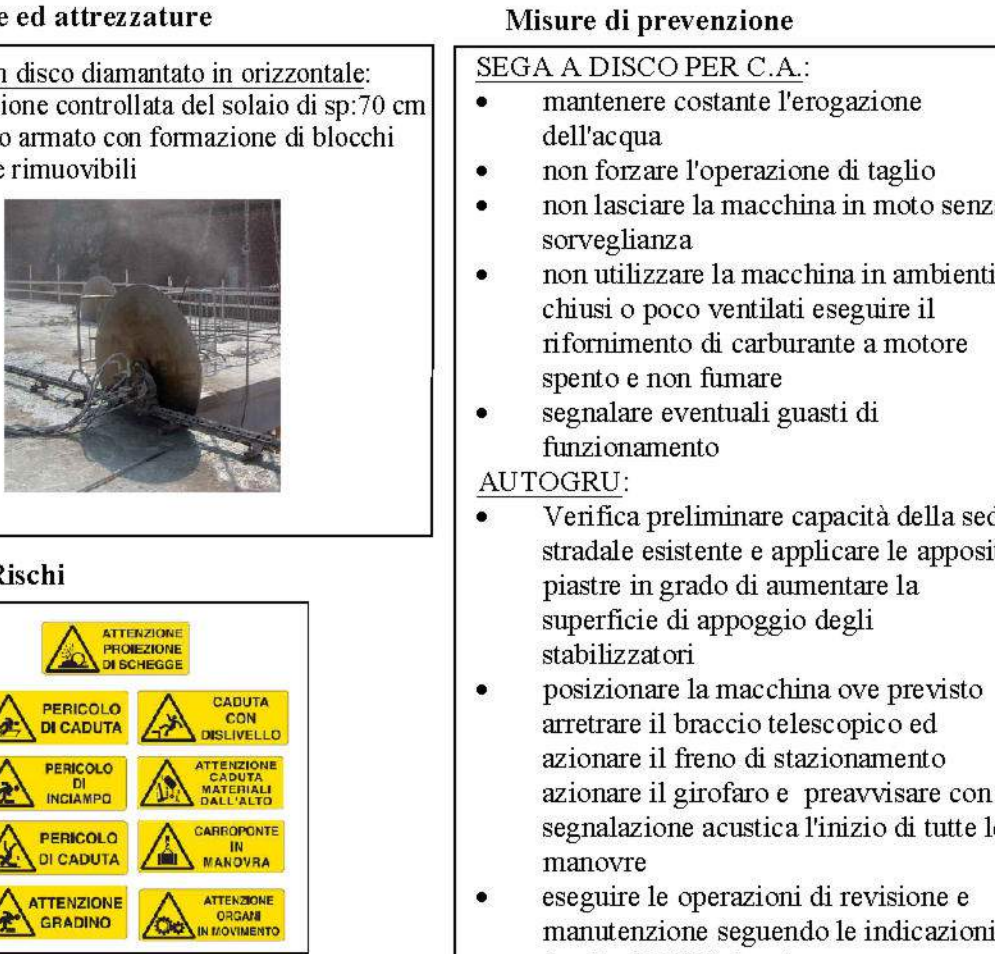 e ed attrezzature
disco diamantato in orizzontale:
zione controllata del solaio di sp:70 cm
o armato con formazione di blocchi
e rimuovibili
Rischi
ATTENZIONE
PROIEZIONE
DI SCHEGGE
PERICOLO
DI CADUTA
CADUTA
CON
DISLIVELLO
PERICOLO
DI
INCIAMPO
ATTENZIONE
CADUTA
MATERIALI
DALL'ALTO
PERICOLO
DI CADUTA
CARROPONTE
IN
MANOVRA
ATTENZIONE
GRADINO
ATTENZIONE
ORGANI
IN MOVIMENTO
Misure di prevenzione
SEGA A DISCO PER C.A.:
• mantenere costante l'erogazione
dell'acqua
• non forzare l'operazione di taglio
• non lasciare la macchina in moto senz
sorveglianza
• non utilizzare la macchina in ambienti
chiusi o poco ventilati eseguire il
rifornimento di carburante a motore
spento e non fumare
• segnalare eventuali guasti di
funzionamento
AUTOGRU:
• Verifica preliminare capacità della sed
stradale esistente e applicare le apposit
piastre in grado di aumentare la
superficie di appoggio degli
stabilizzatori
• posizionare la macchina ove previsto
arretrare il braccio telescopico ed
azionare il freno di stazionamento
azionare il girofaro e preavvisare con
segnalazione acustica l'inizio di tutte le
manovre
• eseguire le operazioni di revisione e
manutenzione seguendo le indicazioni